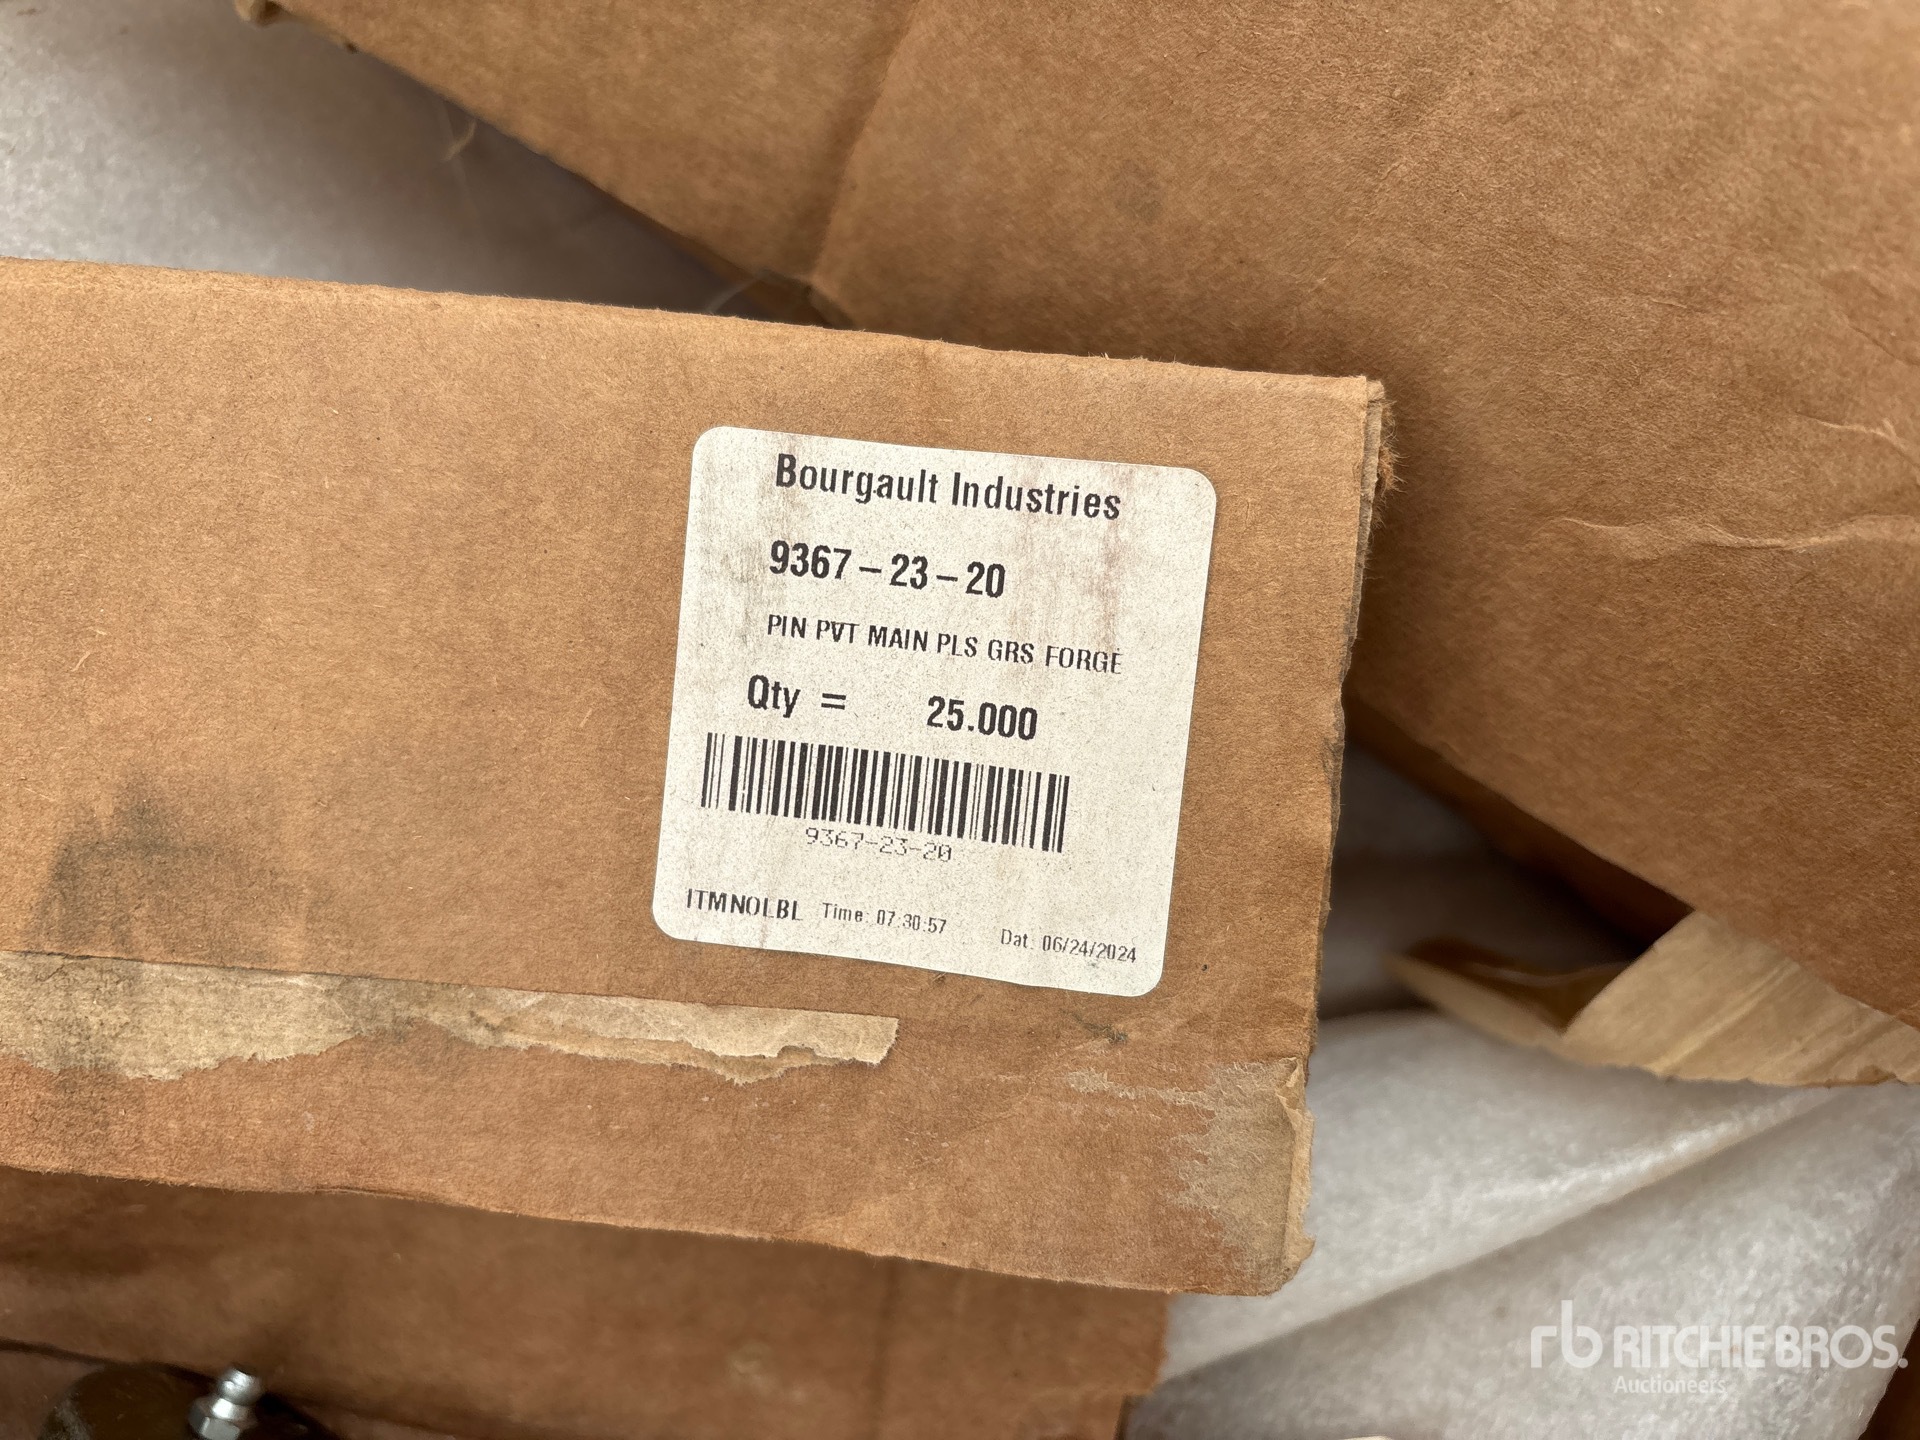 Bourgault Industries
9367-23-20
PIN PVT MAIN PLS GRS FORGE
Qty = 25.000
9367-23-20
ITMNOLBL Time: 07:30:57 Dat: 06/24/2024
rb RITCHIE BROS.
Auctioneers